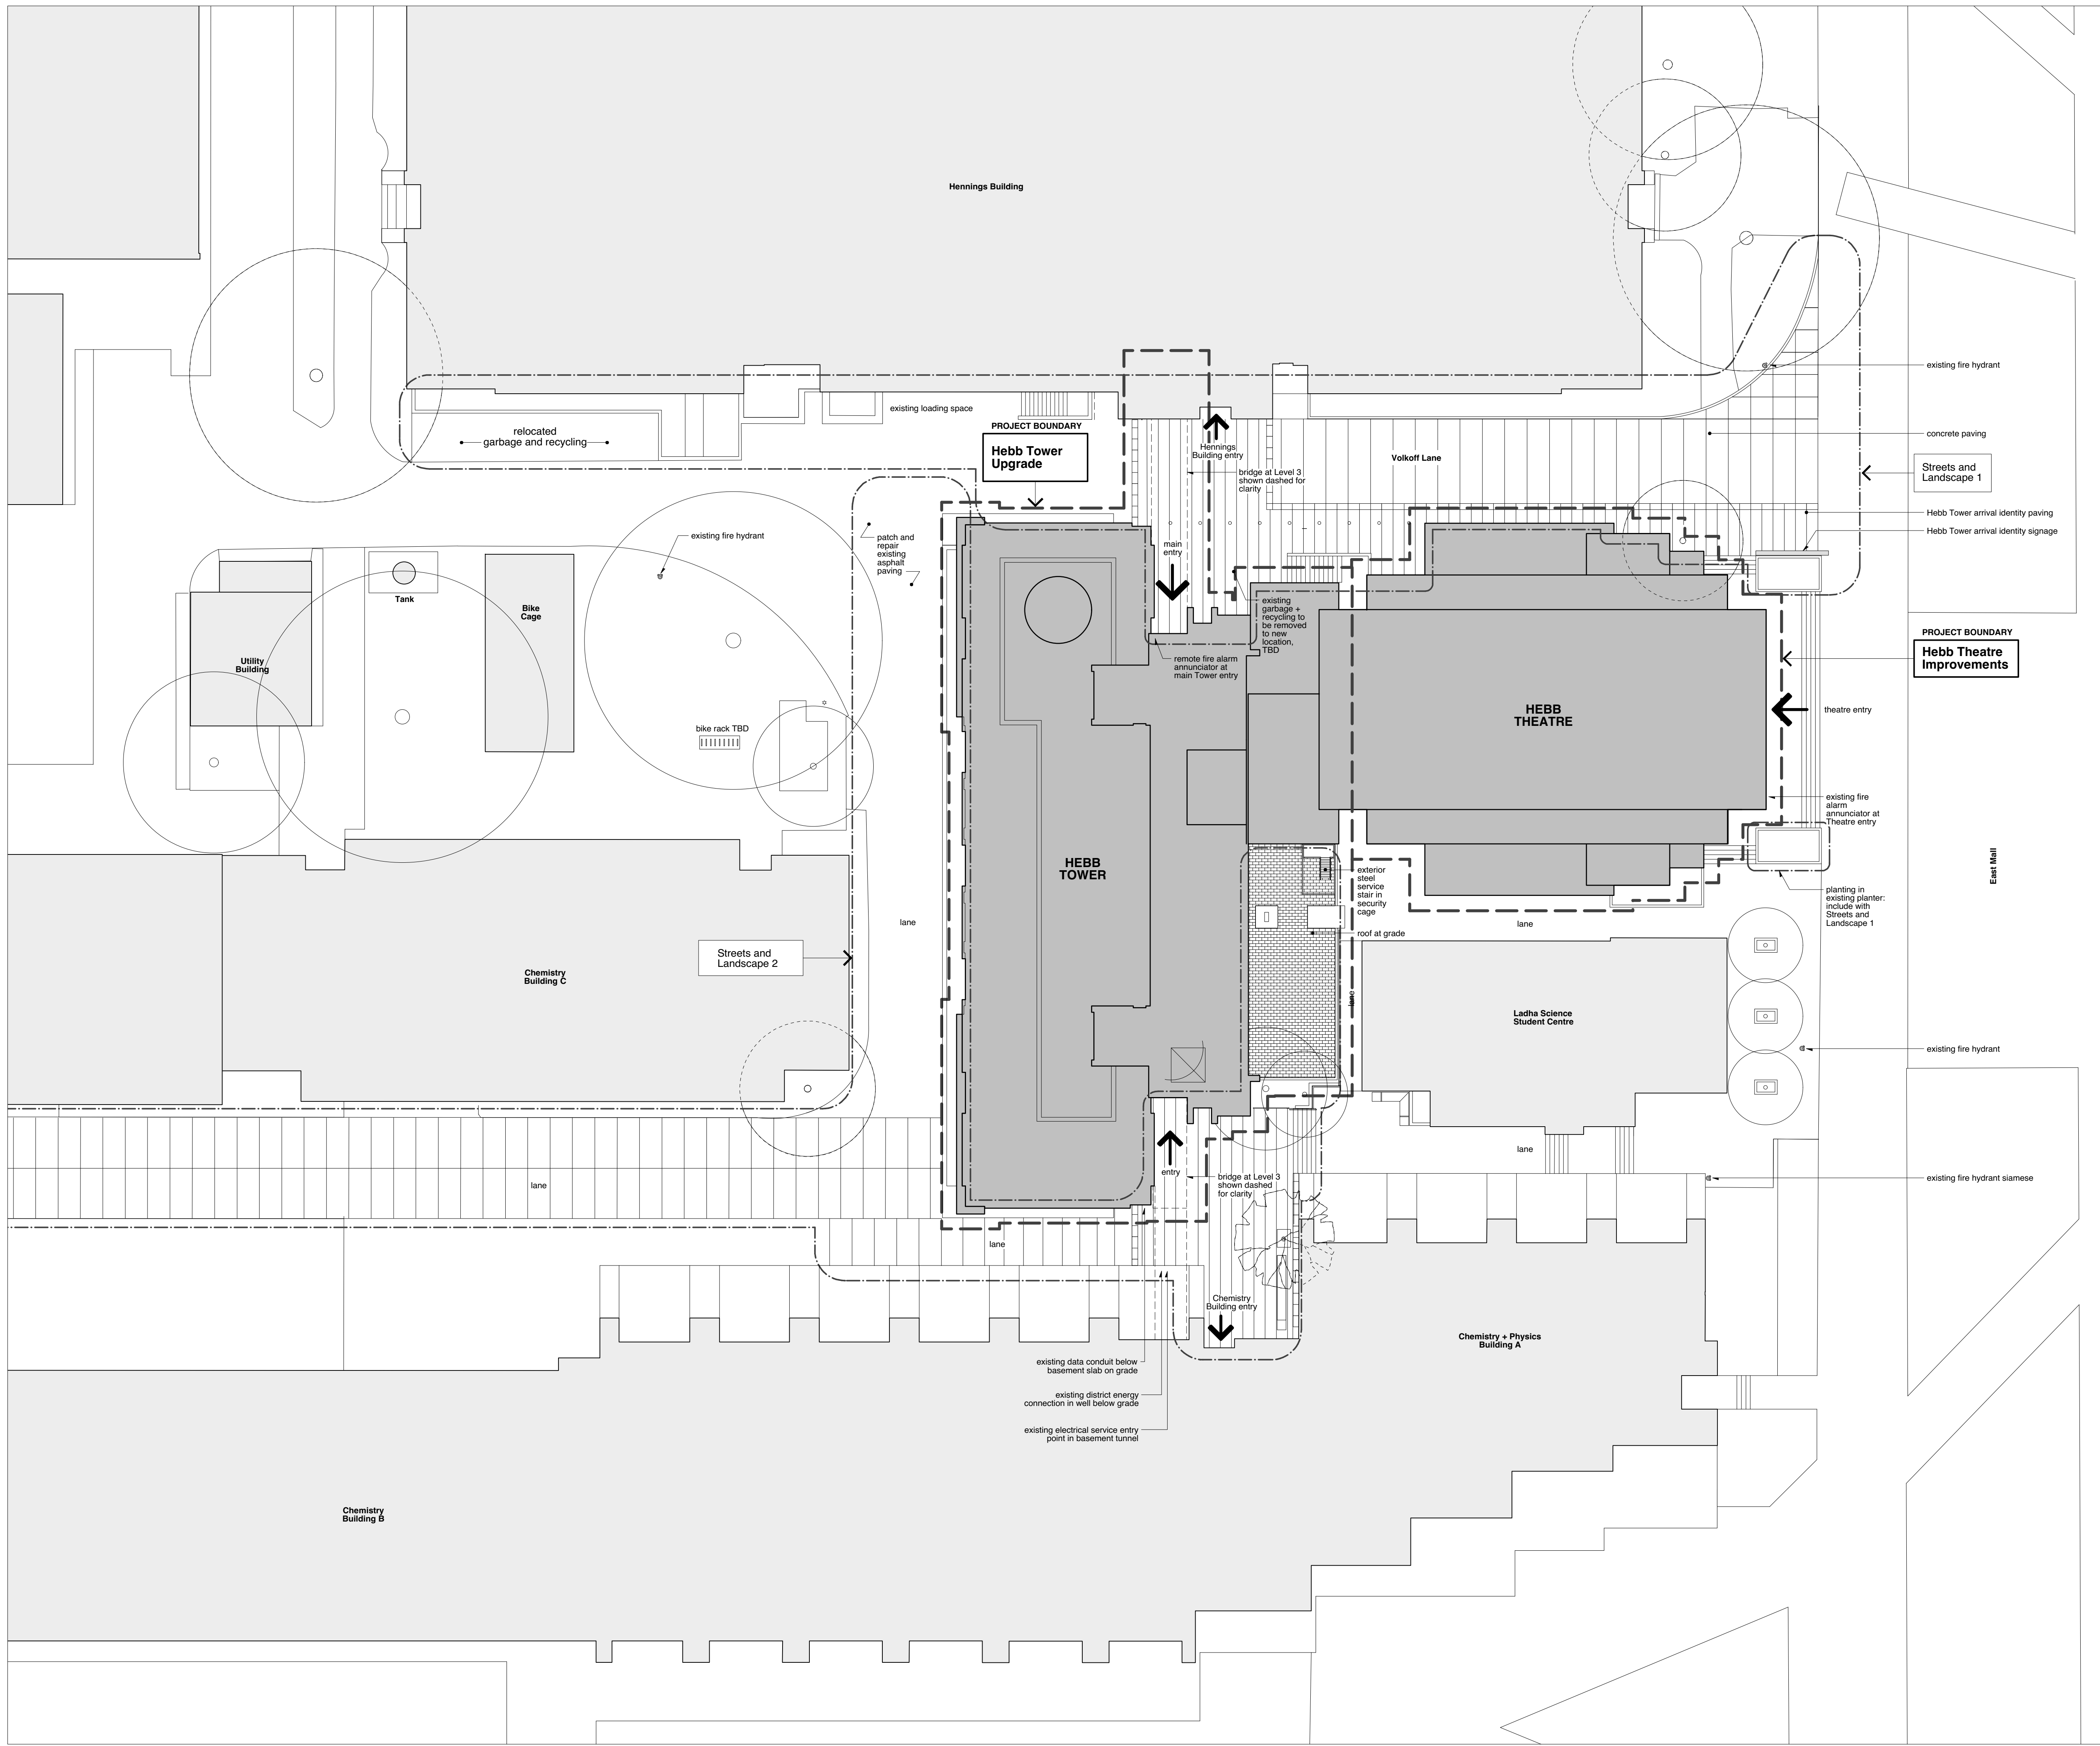 Hennings Building
existing fire hydrant
existing loading space
relocated
garbage and recycling
PROJECT BOUNDARY
Hebb Tower
Upgrade
Hennings
Building entry
bridge at Level 3
shown dashed for
clarity
Volkoff Lane
concrete paving
Streets and
Landscape 1
Hebb Tower arrival identity paving
Hebb Tower arrival identity signage
existing fire hydrant
patch and
repair
existing
asphalt
paving
main
entry
Tank
Bike
Cage
existing
garbage +
recycling to
be removed
to new
location,
TBD
Utility
Building
remote fire alarm
annunciator at
main Tower entry
PROJECT BOUNDARY
Hebb Theatre
Improvements
bike rack TBD
HEBB
THEATRE
theatre entry
existing fire
alarm
annunciator at
Theatre entry
HEBB
TOWER
exterior
steel
service
stair in
security
cage
East Mall
planting in
existing planter:
include with
Streets and
Landscape 1
lane
lane
roof at grade
Streets and
Landscape 2
Chemistry
Building C
lane
Ladha Science
Student Centre
existing fire hydrant
lane
entry
bridge at Level 3
shown dashed
for clarity
existing fire hydrant siamese
lane
lane
Chemistry
Building entry
Chemistry + Physics
Building A
existing data conduit below
basement slab on grade
existing district energy
connection in well below grade
existing electrical service entry
point in basement tunnel
Chemistry
Building B